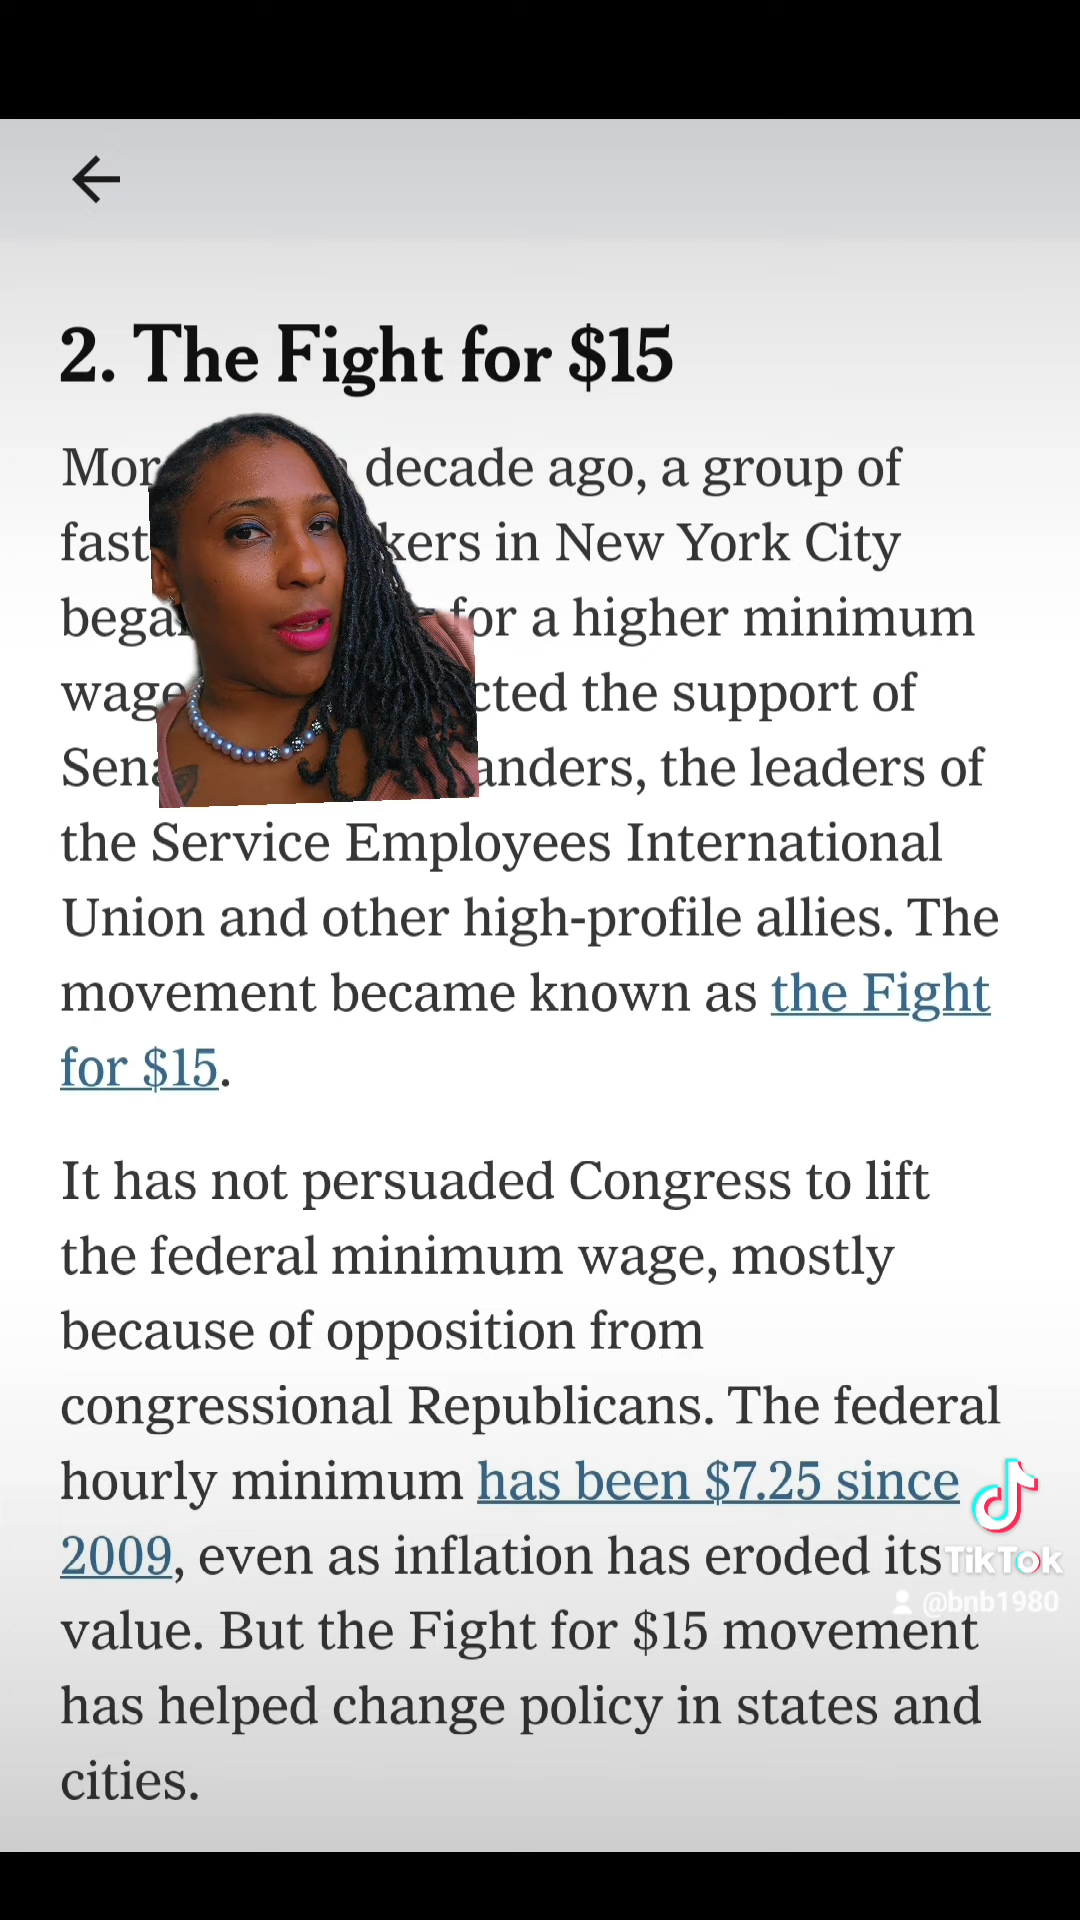 2. The Fight for $15
decade ago, a group of
fast kers in New York City
for a higher minimum
wage cted the support of
anders, the leaders of
the Service Employees International
Union and other high-profile allies. The
movement became known as the Fight
for $15.
It has not persuaded Congress to lift
the federal minimum wage, mostly
because of opposition from
congressional Republicans. The federal
hourly minimum has been $7.25 since
2009, even as inflation has eroded its
value. But the Fight for $15 movement
has helped change policy in states and
cities.
TikTok
@bnb1980